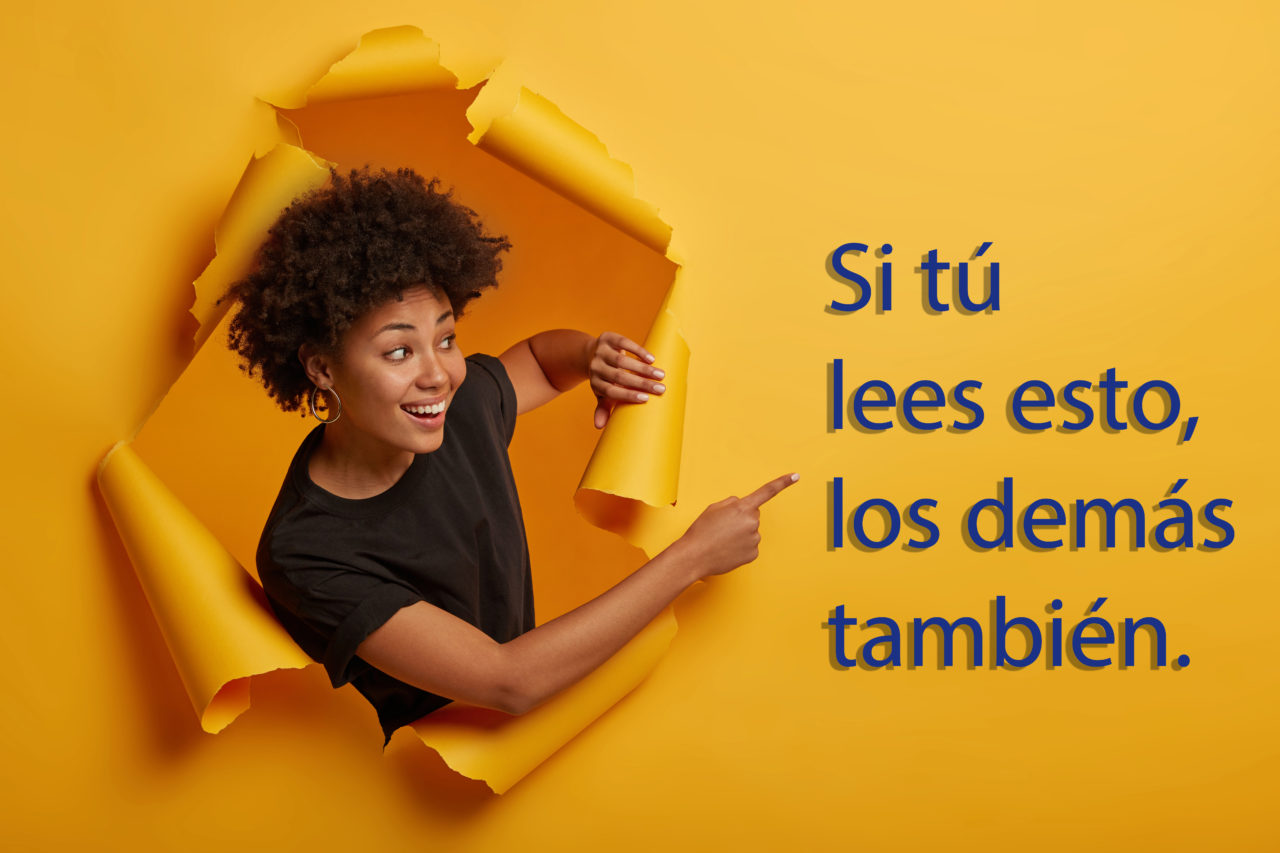 Si tú
lees esto,
los demás
también.